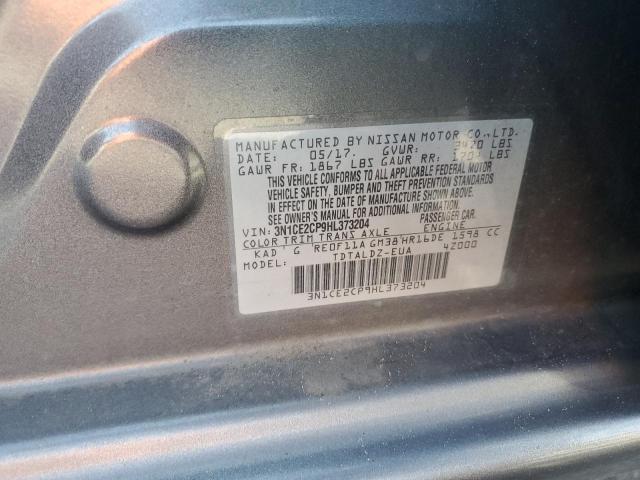 MANUFACTURED BY NISSAN MOTOR CO.,LTD.
DATE: 05/17. GVWR: 3420 LBS
GAWR FR: 1867 LBS GAWR RR: LBS
THIS VEHICLE CONFORMS TO ALL APPLICABLE FEDERAL MOTOR
VEHICLE SAFETY, BUMPER AND THEFT PREVENTION STANDARDS
IN EFFECT ON THE DATE OF MANUFACTURE SHOWN ABOVE.
SEE OWNER'S MANUAL FOR ADDITIONAL INFORMATION.
VIN: 3N1CE2CP9HL373204 PASSENGER CAR.
COLOR TRIM TRANS AXLE ENGINE
KAD G RE0F11A GM38 HR16DE 1598 CC
MODEL: TDTALDZ-EUA 42000
3N1CE2CP9HL373204